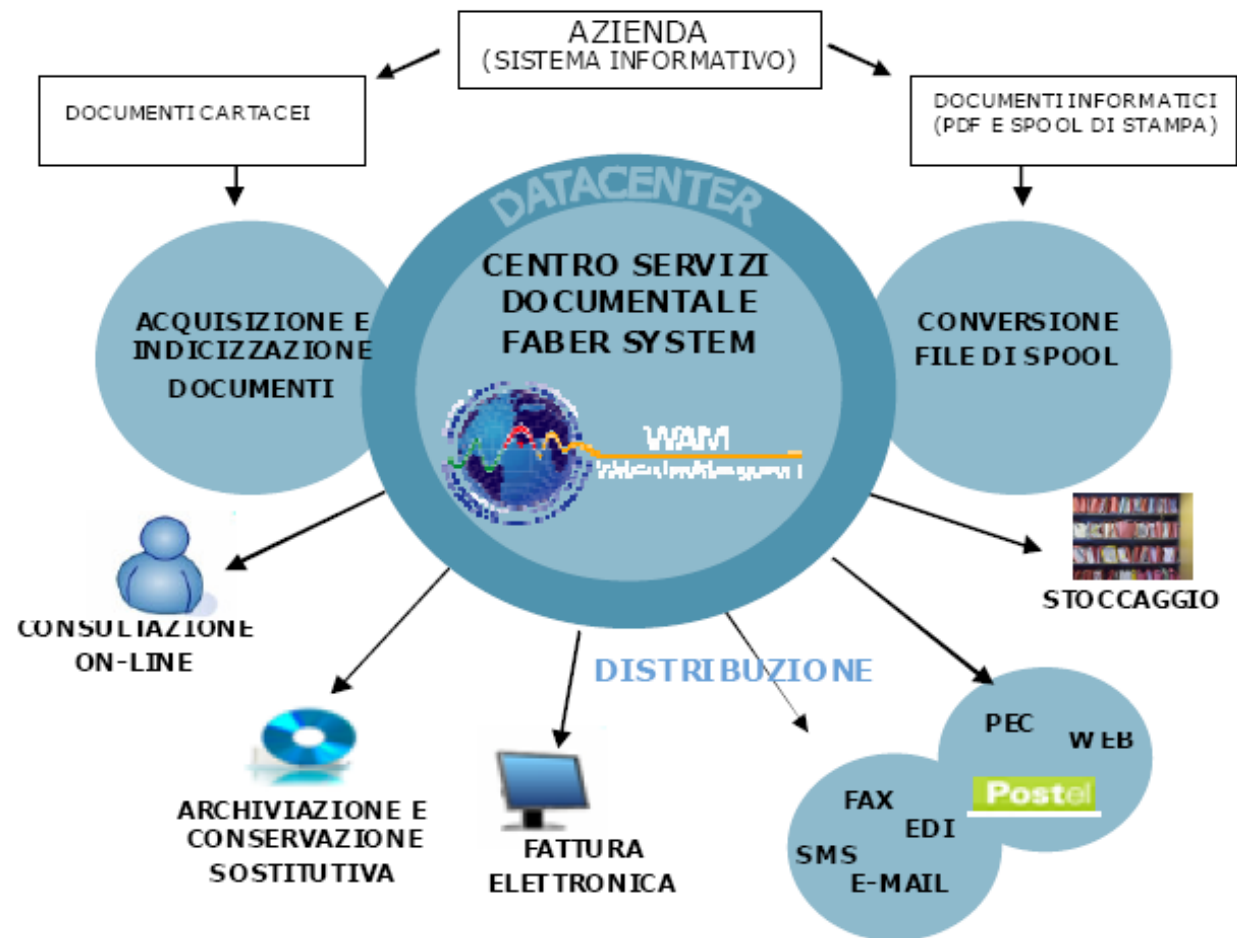 AZIENDA
(SISTEMA INFORMATIVO)
DOCUMENTI CARTACEI
DOCUMENTI INFORMATICI
(PDF E SPOOL DI STAMPA)
DATACENTER
CENTRO SERVIZI
DOCUMENTALE
FABER SYSTEM
ACQUISIZIONE E
INDICIZZAZIONE
DOCUMENTI
CONVERSIONE
FILE DI SPOOL
WAM
STOCCAGGIO
CONSULTAZIONE
ON-LINE
DISTRIBUZIONE
PEC
WEB
Postel
ARCHIVIAZIONE E
CONSERVAZIONE
SOSTITUTIVA
FATTURA
ELETTRONICA
FAX
EDI
SMS
E-MAIL